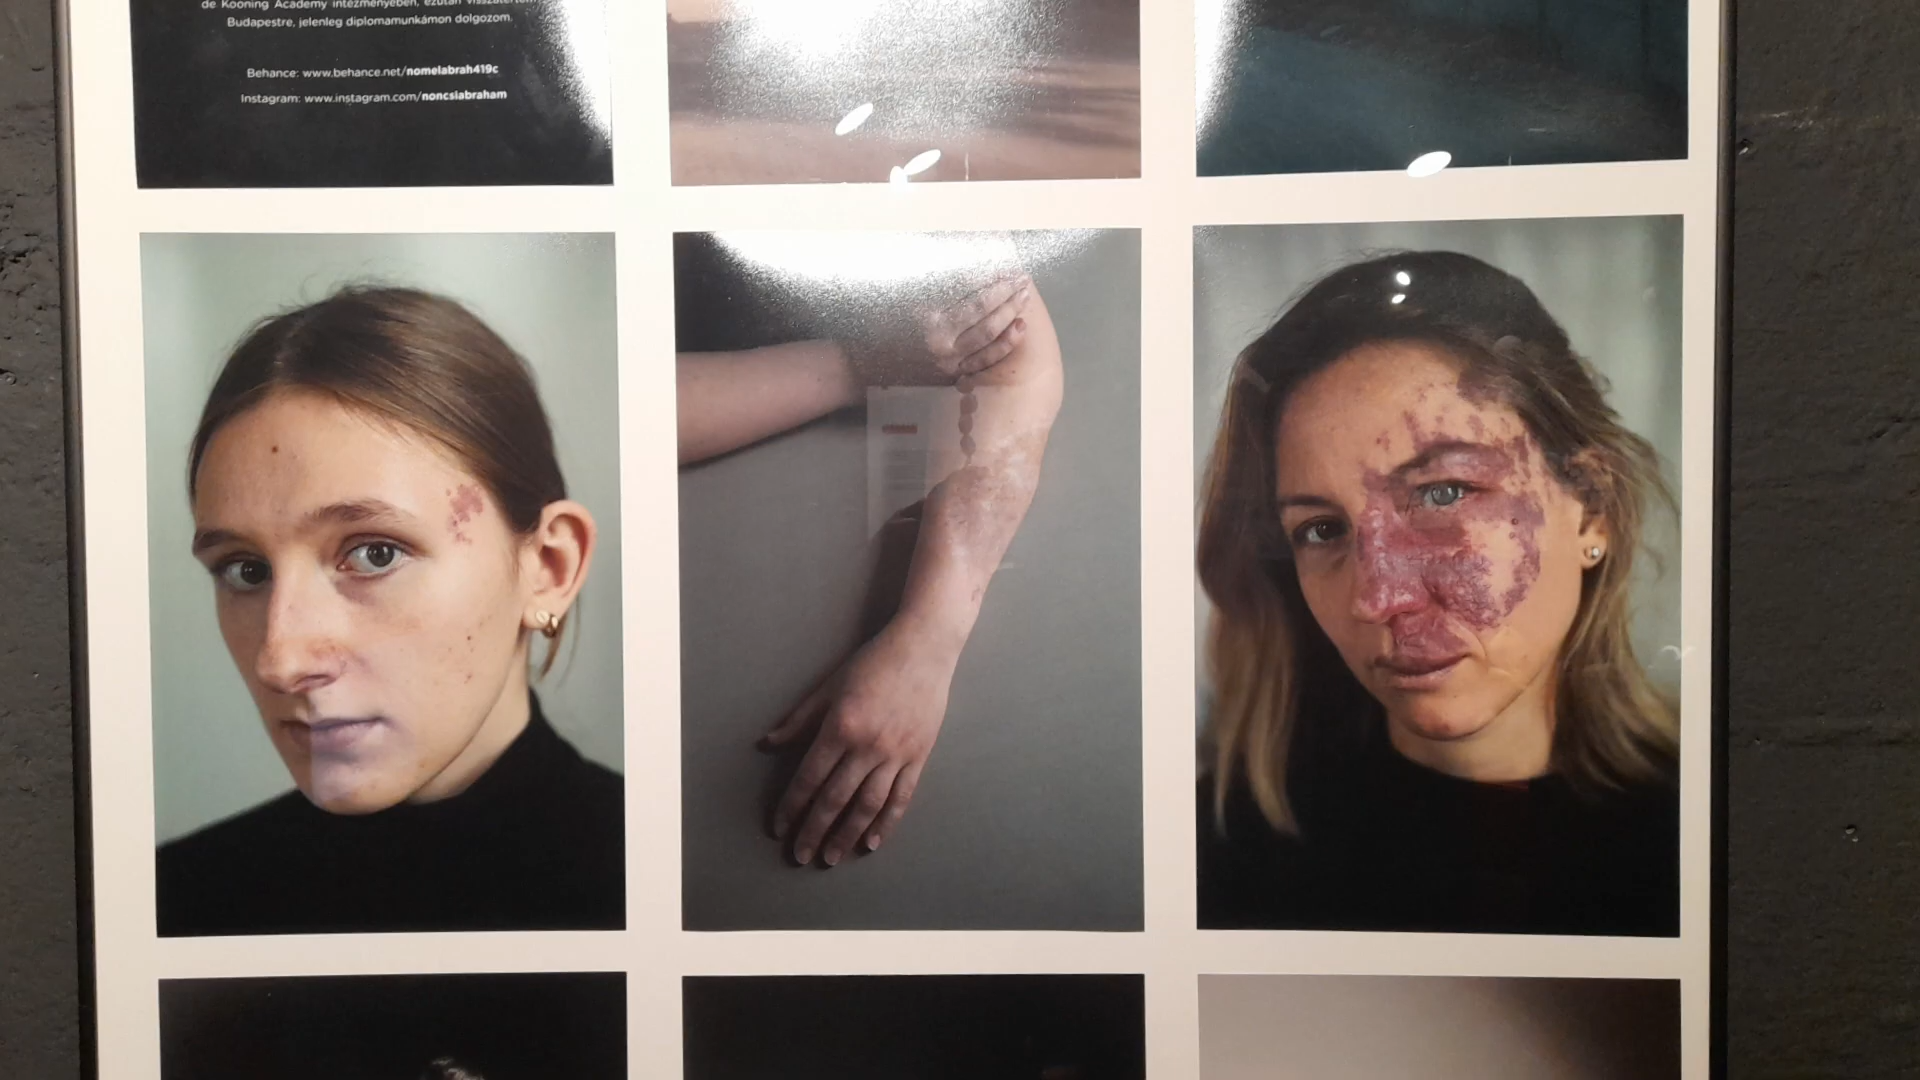 de Kooning Academy intézményében, ezután visszatértem
Budapestre, jelenleg diplomamunkámon dolgozom.
Behance: www.behance.net/nomelabrah419c
Instagram: www.instagram.com/noncsiabraham